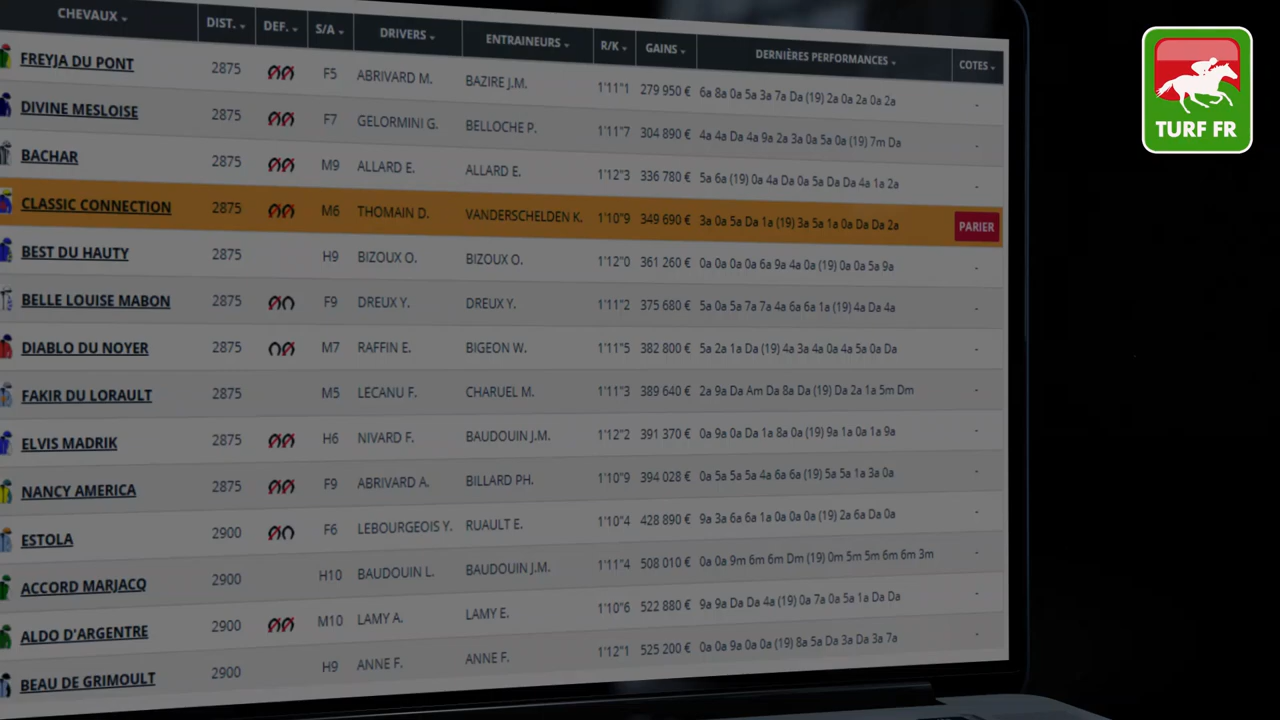 CHEVAUX DIST. DEF. S/A DRIVERS ENTRAINEURS R/K GAINS DERNIÈRES PERFORMANCES COTES
FREYJA DU PONT 2875 F5 ABRIVARD M. BAZIRE J.M. 1'11"1 279 950 € 6a 8a 0a 5a 3a 7a Da (19) 2a 0a 2a 0a 2a -
DIVINE MESLOISE 2875 F7 GELORMINI G. BELLOCHE P. 1'11"7 304 890 € 4a 4a Da 4a 9a 2a 3a 0a 5a 0a (19) 7m Da -
BACHAR 2875 M9 ALLARD E. ALLARD E. 1'12"3 336 780 € 5a 6a (19) 0a 4a Da 0a 5a Da Da 4a 1a 2a -
CLASSIC CONNECTION 2875 M6 THOMAIN D. VANDERSCHELDEN K. 1'10"9 349 690 € 3a 0a 5a Da 1a (19) 3a 5a 1a 0a Da Da 2a PARIER
BEST DU HAUTY 2875 H9 BIZOUX O. BIZOUX O. 1'12"0 361 260 € 0a 0a 0a 0a 6a 9a 4a 0a (19) 0a 0a 5a 9a -
BELLE LOUISE MABON 2875 F9 DREUX Y. DREUX Y. 1'11"2 375 680 € 5a 0a 5a 7a 7a 4a 6a 6a 1a (19) 4a Da 4a -
DIABLO DU NOYER 2875 M7 RAFFIN E. BIGEON W. 1'11"5 382 800 € 5a 2a 1a Da (19) 4a 3a 4a 0a 4a 5a 0a Da -
FAKIR DU LORAULT 2875 M5 LECANU F. CHARUEL M. 1'11"3 389 640 € 2a 9a Da Am Da 8a Da (19) Da 2a 1a 5m Dm -
ELVIS MADRIK 2875 H6 NIVARD F. BAUDOUIN J.M. 1'12"2 391 370 € 0a 9a 0a Da 1a 8a 0a (19) 9a 1a 0a 1a 9a -
NANCY AMERICA 2875 F9 ABRIVARD A. BILLARD PH. 1'10"9 394 028 € 0a 5a 5a 5a 4a 6a 6a (19) 5a 5a 1a 3a 0a -
ESTOLA 2900 F6 LEBOURGEOIS Y. RUAULT E. 1'10"4 428 890 € 9a 3a 6a 6a 1a 0a 0a 0a (19) 2a 6a Da 0a -
ACCORD MARJACQ 2900 H10 BAUDOUIN L. BAUDOUIN J.M. 1'11"4 508 010 € 0a 0a 9m 6m 6m Dm (19) 0m 5m 5m 6m 6m 3m -
ALDO D'ARGENTRE 2900 M10 LAMY A. LAMY E. 1'10"6 522 880 € 9a 9a Da Da 4a (19) 0a 7a 0a 5a 1a Da Da -
BEAU DE GRIMOULT 2900 H9 ANNE F. ANNE F. 1'12"1 525 200 € 0a 0a 9a 0a 0a (19) 8a 5a Da 3a Da 3a 7a -
TURF FR